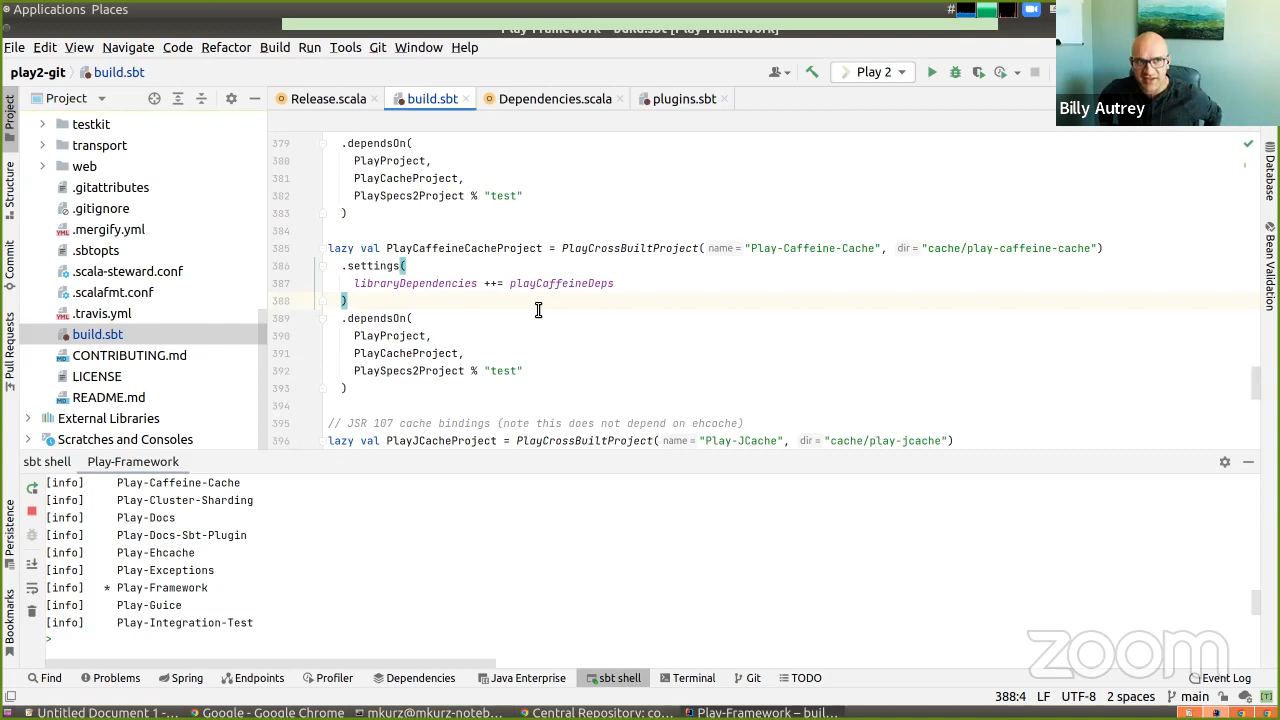 Applications Places
#
Play-Framework – build.sbt [Play-Framework]
File Edit View Navigate Code Refactor Build Run Tools Git Window Help
play2-git build.sbt
Play 2
Billy Autrey
Project
Release.scala
build.sbt
Dependencies.scala
plugins.sbt
Project
Structure
Commit
Pull Requests
Persistence
Bookmarks
Database
Bean Validation
testkit
transport
web
.gitattributes
.gitignore
.mergify.yml
.sbtopts
.scala-steward.conf
.scalafmt.conf
.travis.yml
build.sbt
CONTRIBUTING.md
LICENSE
README.md
External Libraries
Scratches and Consoles
379 .dependsOn(
380 PlayProject,
381 PlayCacheProject,
382 PlaySpecs2Project % "test"
383 )
384
385 lazy val PlayCaffeineCacheProject = PlayCrossBuiltProject( name = "Play-Caffeine-Cache", dir = "cache/play-caffeine-cache")
386 .settings(
387 libraryDependencies ++= playCaffeineDeps
388 )
389 .dependsOn(
390 PlayProject,
391 PlayCacheProject,
392 PlaySpecs2Project % "test"
393 )
394
395 // JSR 107 cache bindings (note this does not depend on ehcache)
396 lazy val PlayJCacheProject = PlayCrossBuiltProject( name = "Play-JCache", dir = "cache/play-jcache")
sbt shell Play-Framework
[info] Play-Caffeine-Cache
[info] Play-Cluster-Sharding
[info] Play-Docs
[info] Play-Docs-Sbt-Plugin
[info] Play-Ehcache
[info] Play-Exceptions
[info] * Play-Framework
[info] Play-Guice
[info] Play-Integration-Test
>
zoom
Find Problems Spring Endpoints Profiler Dependencies Java Enterprise sbt shell Terminal Git TODO Event Log
388:4 LF UTF-8 2 spaces main
Untitled Document 1 -... Google - Google Chrome mkurz@mkurz-noteb... Central Repository: co... Play-Framework – buil...